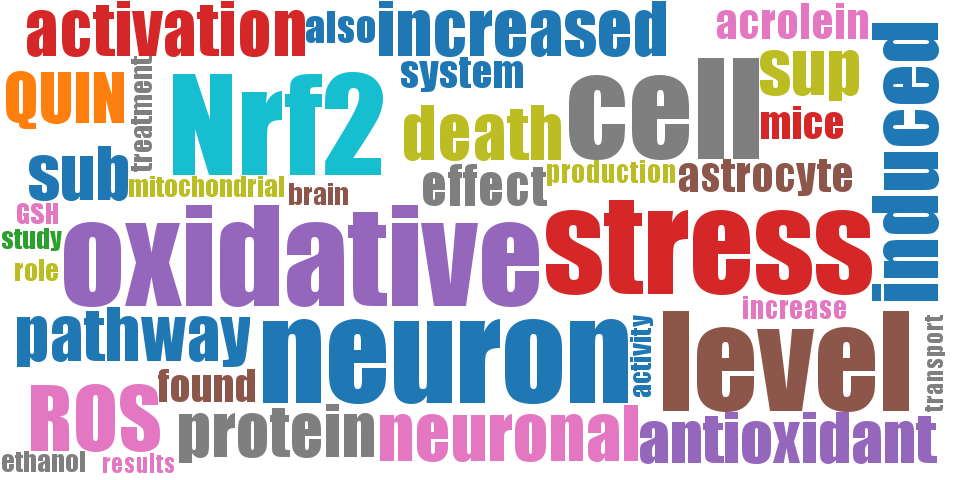 activation
also
increased
acrolein
system
induced
QUIN
treatment
Nrf2
cell
sup
death
mice
sub
mitochondrial
brain
effect
production
astrocyte
GSH
study
role
oxidative
stress
increase
pathway
neuron
activity
level
transport
found
ROS
protein
neuronal
antioxidant
ethanol
results